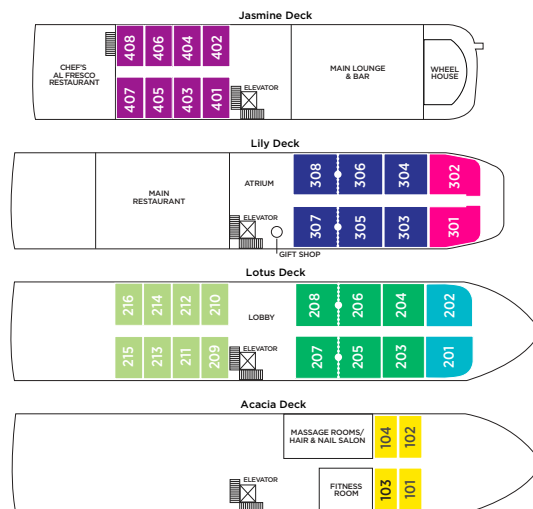 Jasmine Deck
408 406 404 402
CHEF'S
AL FRESCO
RESTAURANT
MAIN LOUNGE
& BAR
WHEEL
HOUSE
ELEVATOR
407 405 403 401
Lily Deck
308 306 304 302
MAIN
RESTAURANT
ATRIUM
ELEVATOR
307 305 303 301
GIFT SHOP
Lotus Deck
216 214 212 210
208 206 204 202
LOBBY
ELEVATOR
215 213 211 209
207 205 203 201
Acacia Deck
MASSAGE ROOMS/
HAIR & NAIL SALON
104 102
ELEVATOR
FITNESS
ROOM
103 101